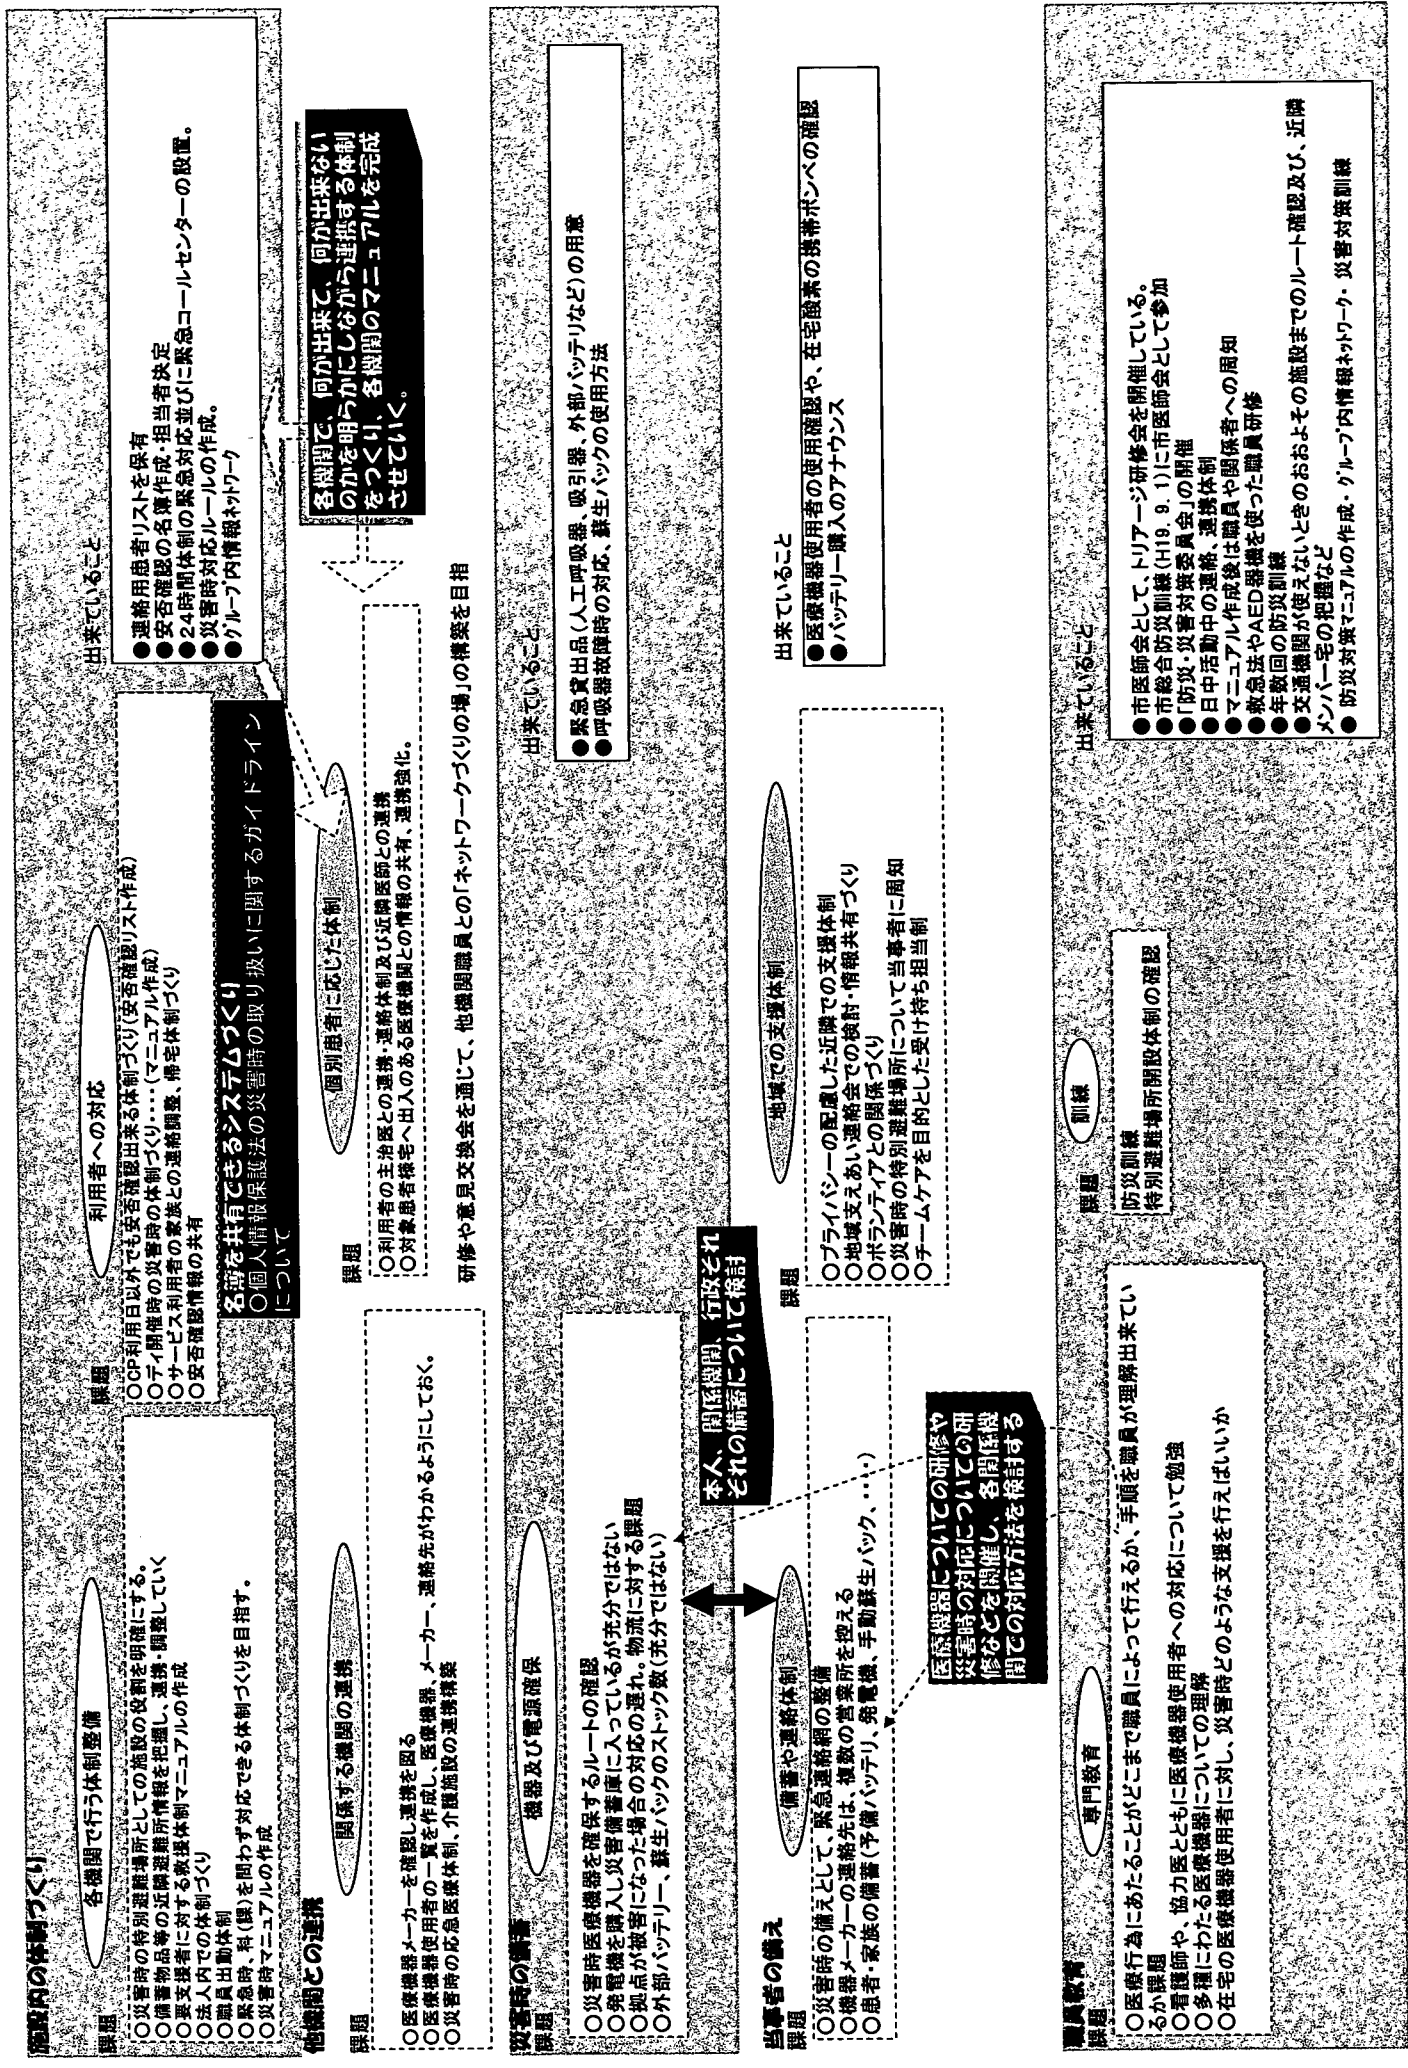 施設内の体制づくり
各機関で行う体制整備
課題
○災害時の特別避難場所としての施設の役割を明確にする。
○備蓄物品等の近隣避難所情報を把握し、連携・調整していく
○要支援者に対する救援体制マニュアルの作成
○法人内での体制づくり
○職員出動体制
○緊急時、科(課)を問わず対応できる体制づくりを目指す。
○災害時マニュアルの作成
利用者への対応
課題
○CP利用日以外でも安否確認出来る体制づくり(安否確認リスト作成)
○デイ開催時の災害時の体制づくり・・・・(マニュアル作成)
○サービス利用者の家族との連絡調整、帰宅体制づくり
○安否確認情報の共有
名簿を共有できるシステムづくり
○個人情報保護法の災害時の取り扱いに関するガイドライン
について
出来ていること
●連絡用患者リストを保有
●安否確認の名簿作成・担当者決定
●24時間体制の緊急対応並びに緊急コールセンターの設置。
●災害時対応ルールの作成。
●グループ内情報ネットワーク
他機関との連携
関係する機関の連携
課題
○医療機器メーカーを確認し連携を図る
○医療機器使用者の一覧を作成し、医療機器、メーカー、連絡先がわかるようにしておく。
○災害時の応急医療体制、介護施設の連携構築
個別患者に応じた体制
課題
○利用者の主治医との連携・連絡体制及び近隣医師との連携
○対象患者様宅へ出入のある医療機関との情報の共有、連携強化。
研修や意見交換会を通じて、他機関職員との「ネットワークづくりの場」の構築を目指
各機関で、何が出来て、何が出来ない
のかを明らかにしながら連携する体制
をつくり、各機関のマニュアルを完成
させていく。
災害時の備蓄
機器及び電源確保
課題
○災害時医療機器を確保するルートの確認
○発電機を購入し災害備蓄庫に入っているが充分ではない
○拠点が被害になった場合の対応の遅れ。物流に対する課題
○外部バッテリー、蘇生バックのストック数(充分ではない)
出来ていること
●緊急貸出品(人工呼吸器、吸引器、外部バッテリなど)の用意
●呼吸器故障時の対応、蘇生バックの使用方法
本人、関係機関、行政それ
ぞれの備蓄について検討
当事者の備え
備蓄や連絡体制
課題
○災害時の備えとして、緊急連絡網の整備
○機器メーカーの連絡先は、複数の営業所を控える
○患者・家族の備蓄(予備バッテリ、発電機、手動蘇生バック、・・・・)
地域での支援体制
課題
○プライバシーの配慮した近隣での支援体制
○地域支えあい連絡会での検討・情報共有づくり
○ボランティアとの関係づくり
○災害時の特別避難場所について当事者に周知
○チームケアを目的とした受け持ち担当制
出来ていること
●医療機器使用者の使用確認や、在宅酸素の携帯ボンベの確認
●バッテリー購入のアナウンス
医療機器についての研修や
災害時の対応についての研
修などを開催し、各関係機
関での対応方法を検討する
職員教育
専門教育
課題
○医療行為にあたることがどこまで職員によって行えるか、手順を職員が理解出来てい
るか課題
○看護師や、協力医とともに医療機器使用者への対応について勉強
○多種にわたる医療機器についての理解
○在宅の医療機器使用者に対し、災害時どのような支援を行えばいいか
訓練
課題
防災訓練
特別避難場所開設体制の確認
出来ていること
●市医師会として、トリアージ研修会を開催している。
●市総合防災訓練(H19.9.1)に市医師会として参加
●「防災・災害対策委員会」の開催
●日中活動中の連絡、連携体制
●マニュアル作成後は職員や関係者への周知
●救急法やAED器機を使った職員研修
●年数回の防災訓練
●交通機関が使えないときのおおよその施設までのルート確認及び、近隣
メンバー宅の把握など
●防災対策マニュアルの作成・グループ内情報ネットワーク・災害対策訓練